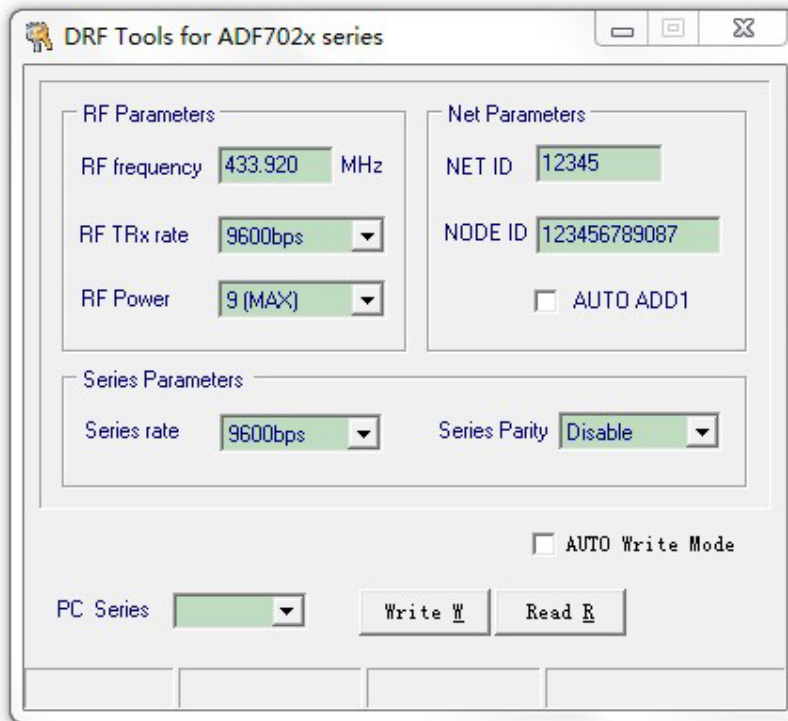 DRF Tools for ADF702x series
RF Parameters
RF frequency 433.920 MHz
RF TRx rate 9600bps
RF Power 9 (MAX)
Net Parameters
NET ID 12345
NODE ID 123456789087
AUTO ADD1
Series Parameters
Series rate 9600bps Series Parity Disable
AUTO Write Mode
PC Series Write W Read R